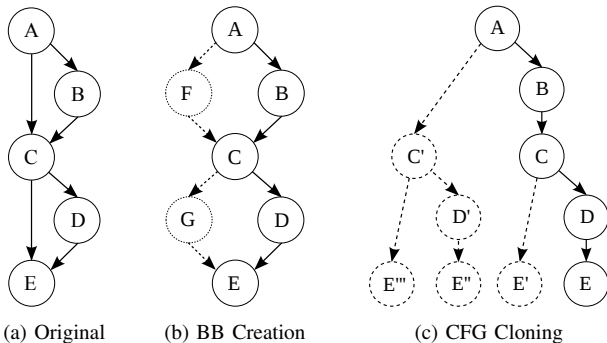 A A A
B F B B
C C C' C
D G D D' D
E E E''' E'' E' E
(a) Original (b) BB Creation (c) CFG Cloning